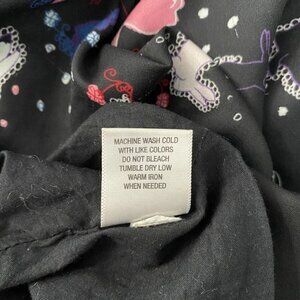 MACHINE WASH COLD
WITH LIKE COLORS
DO NOT BLEACH
TUMBLE DRY LOW
WARM IRON
WHEN NEEDED